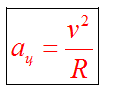 a_ц = v²/R